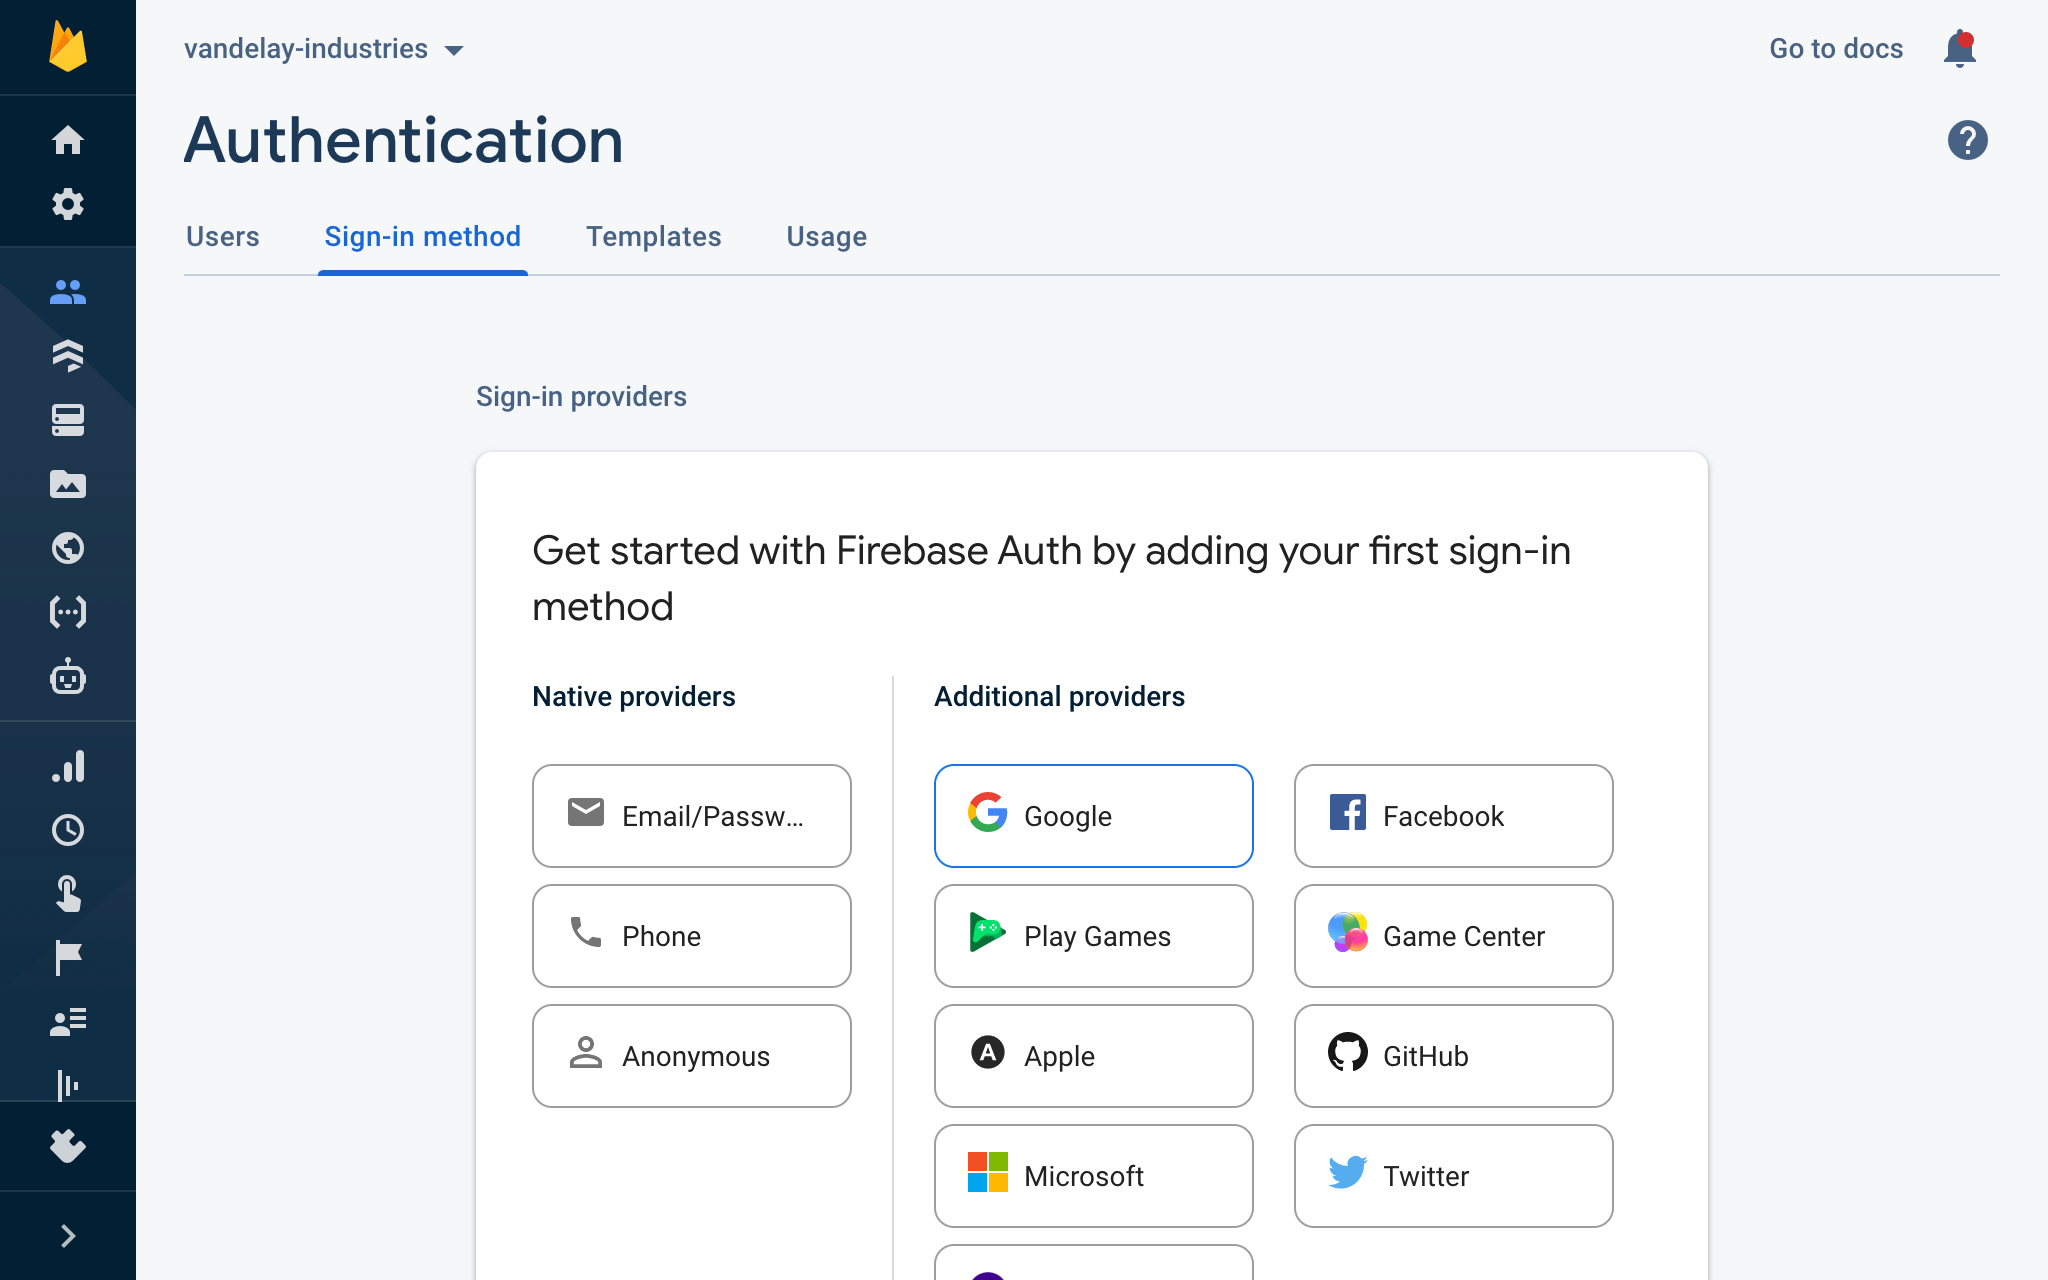 vandelay-industries
Go to docs
Authentication
Users
Sign-in method
Templates
Usage
Sign-in providers
Get started with Firebase Auth by adding your first sign-in
method
Native providers
Additional providers
Email/Passw...
Google
Facebook
Phone
Play Games
Game Center
Anonymous
Apple
GitHub
Microsoft
Twitter